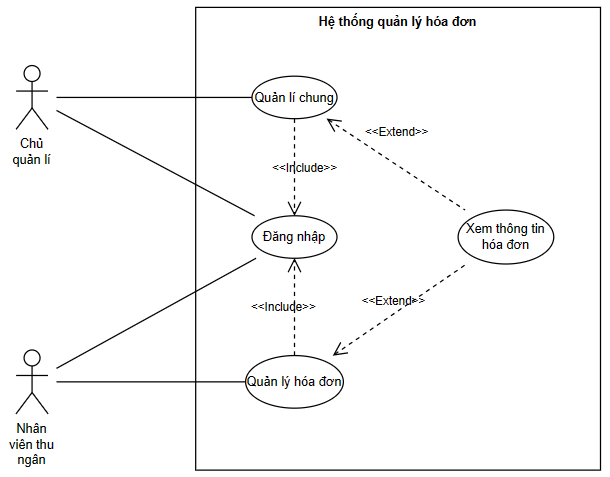 Hệ thống quản lý hóa đơn
Quản lí chung
<<Extend>>
Chủ
quản lí
<<Include>>
Đăng nhập
Xem thông tin
hóa đơn
<<Include>>
<<Extend>>
Quản lý hóa đơn
Nhân
viên thu
ngân